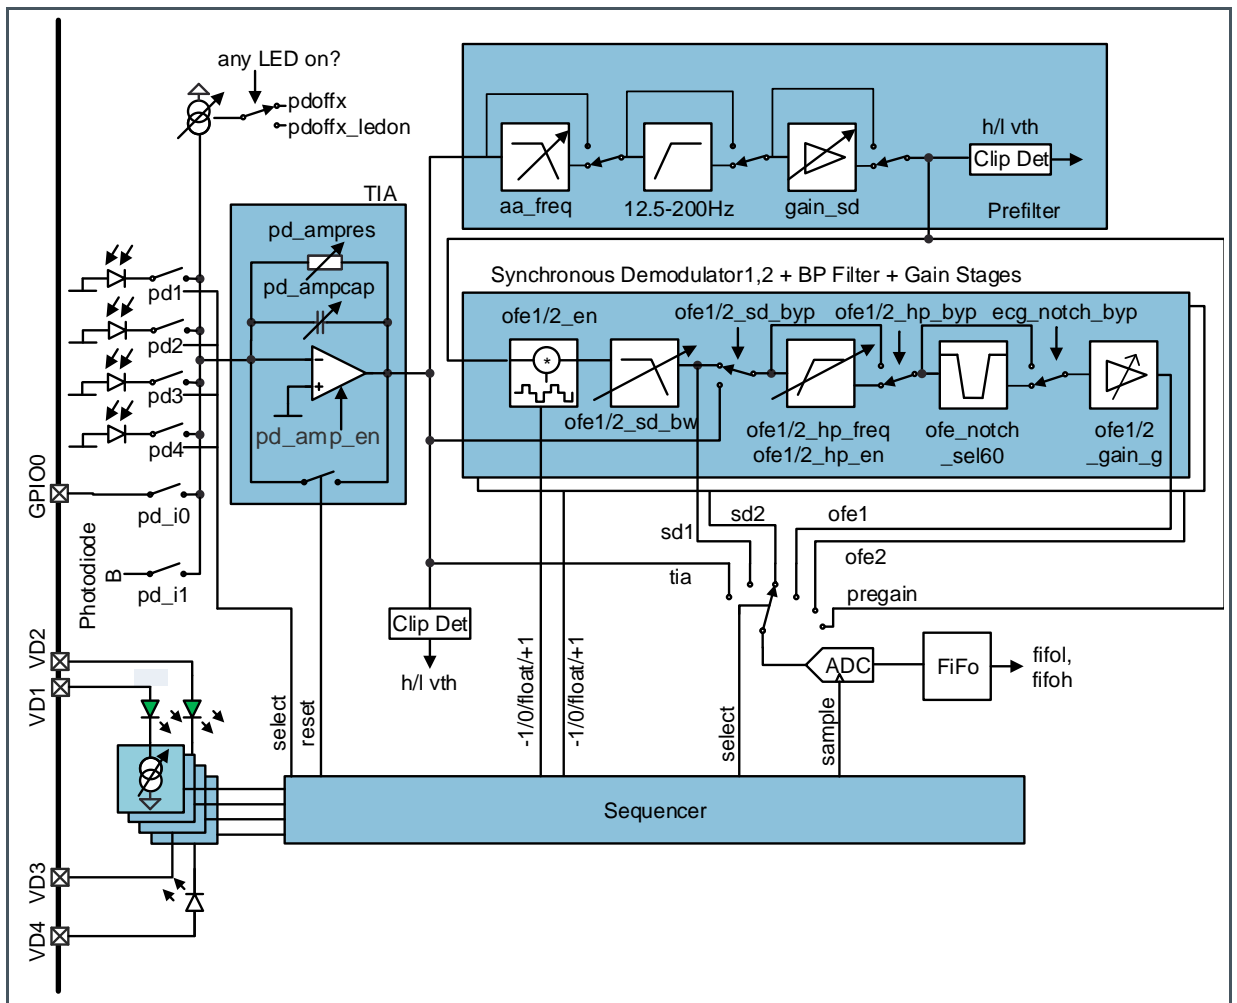 any LED on?
pdoffx
pdoffx_ledon
h/l vth
Clip Det
aa_freq
12.5-200Hz
gain_sd
Prefilter
TIA
pd_ampres
pd_ampcap
pd_amp_en
pd1
pd2
pd3
pd4
GPIO0
pd_i0
Photodiode
B
pd_i1
Synchronous Demodulator1,2 + BP Filter + Gain Stages
ofe1/2_en
ofe1/2_sd_byp
ofe1/2_hp_byp
ecg_notch_byp
*
ofe1/2_sd_bw
ofe1/2_hp_freq
ofe1/2_hp_en
ofe_notch
_sel60
ofe1/2
_gain_g
sd1
sd2
ofe1
ofe2
tia
pregain
Clip Det
h/l vth
ADC
FiFo
fifol,
fifoh
VD2
VD1
select
reset
-1/0/float/+1
-1/0/float/+1
select
sample
Sequencer
VD3
VD4